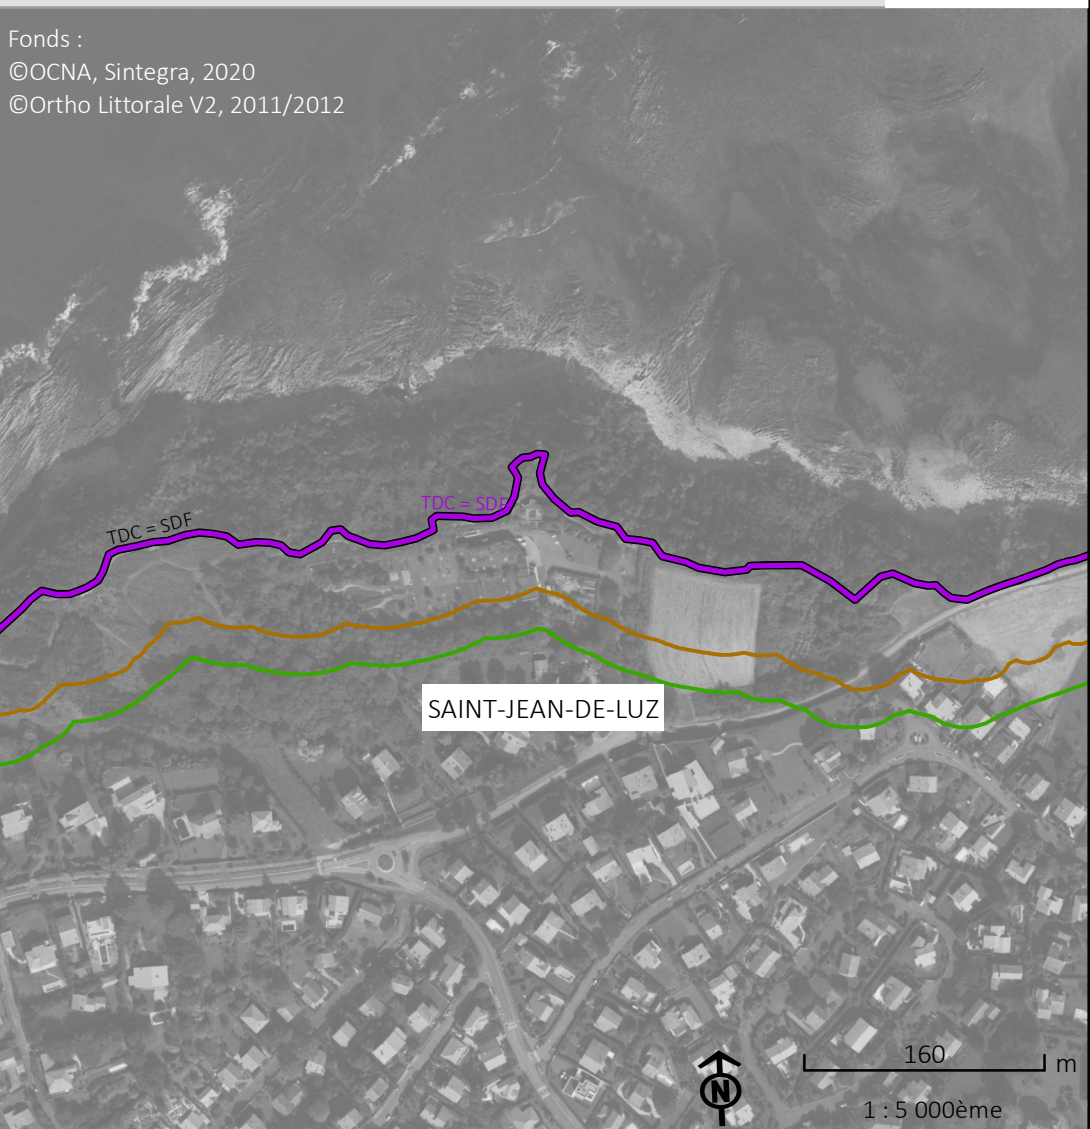 Fonds :
©OCNA, Sintegra, 2020
©Ortho Littorale V2, 2011/2012
TDC = SDF
TDC = SDF
SAINT-JEAN-DE-LUZ
160
m
N
1 : 5 000ème